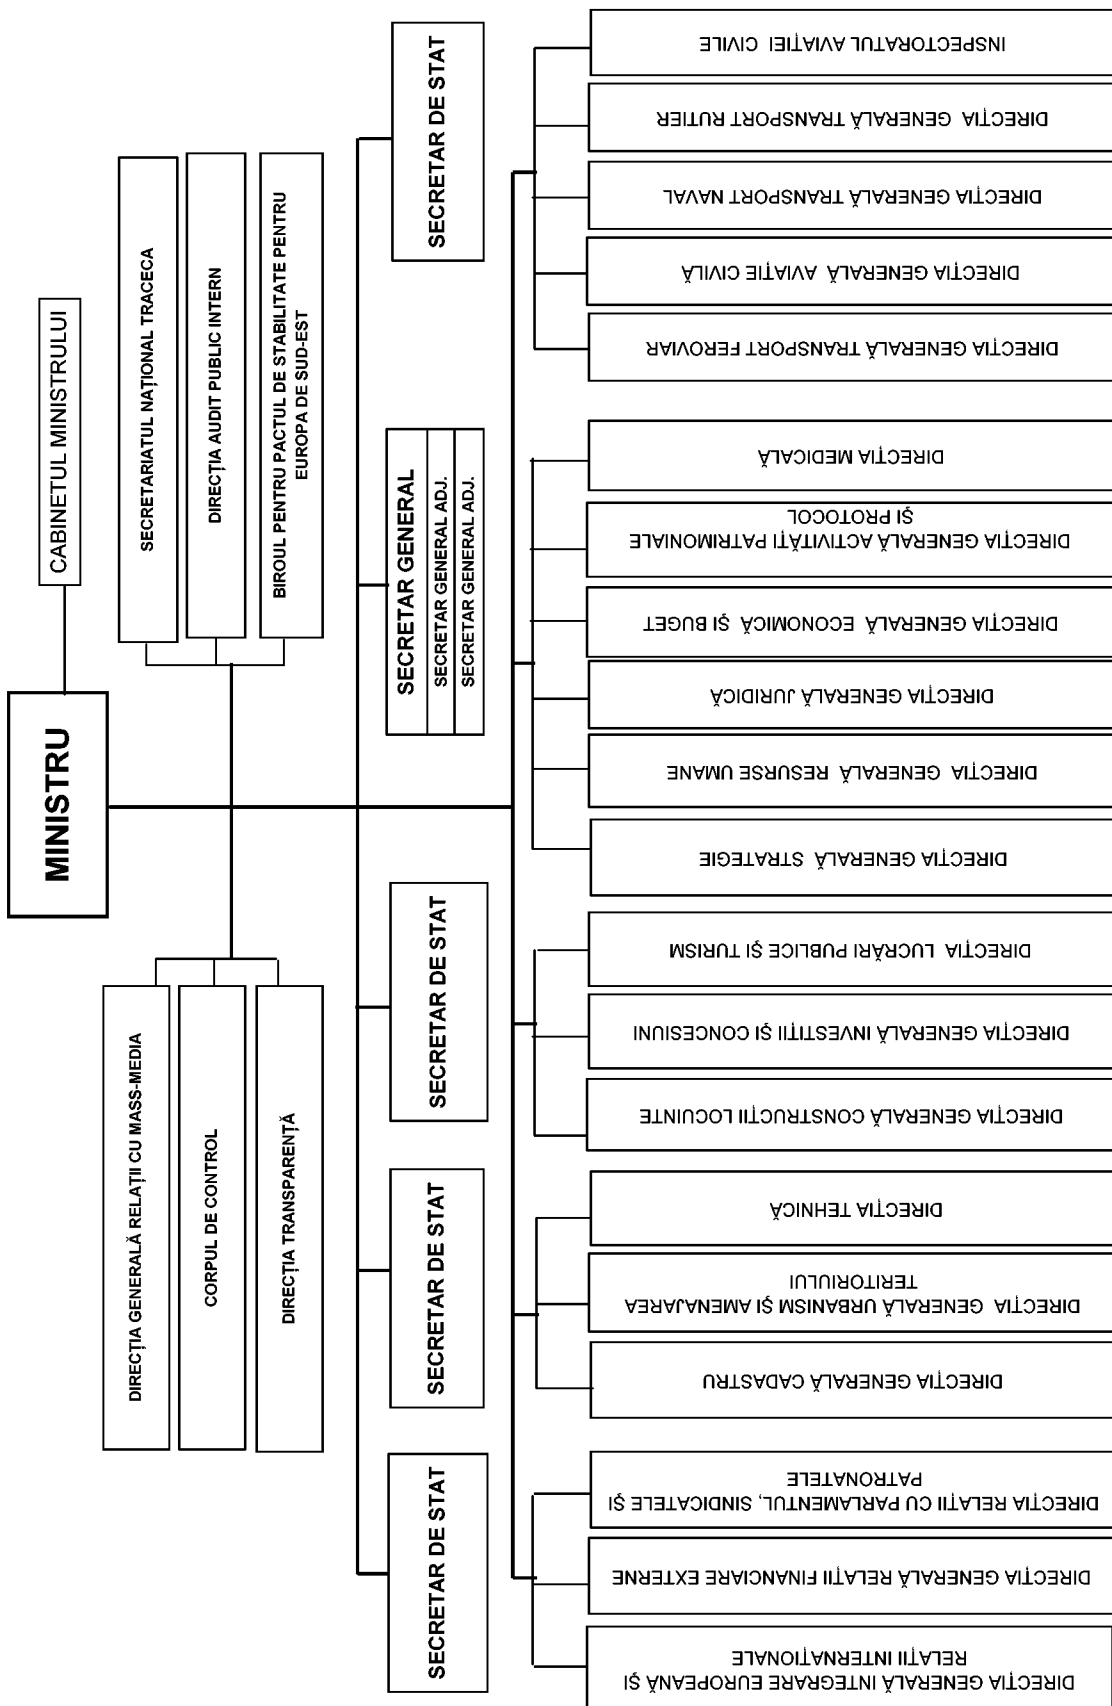 MINISTRU
CABINETUL MINISTRULUI
DIRECȚIA GENERALĂ RELAȚII CU MASS-MEDIA
CORPUL DE CONTROL
DIRECȚIA TRANSPARENȚĂ
SECRETARIATUL NAȚIONAL TRACECA
DIRECȚIA AUDIT PUBLIC INTERN
BIROUL PENTRU PACTUL DE STABILITATE PENTRU
EUROPA DE SUD-EST
SECRETAR DE STAT
SECRETAR DE STAT
SECRETAR DE STAT
SECRETAR GENERAL
SECRETAR GENERAL ADJ.
SECRETAR GENERAL ADJ.
SECRETAR DE STAT
DIRECȚIA GENERALĂ INTEGRARE EUROPEANĂ ȘI
RELAȚII INTERNAȚIONALE
DIRECȚIA GENERALĂ RELAȚII FINANCIARE EXTERNE
DIRECȚIA RELAȚII CU PARLAMENTUL, SINDICATELE ȘI
PATRONATELE
DIRECȚIA GENERALĂ CADASTRU
DIRECȚIA GENERALĂ URBANISM ȘI AMENAJAREA
TERITORIULUI
DIRECȚIA TEHNICĂ
DIRECȚIA GENERALĂ CONSTRUCȚII LOCUINTE
DIRECȚIA GENERALĂ INVESTIȚII ȘI CONCESIUNI
DIRECȚIA LUCRĂRI PUBLICE ȘI TURISM
DIRECȚIA GENERALĂ STRATEGIE
DIRECȚIA GENERALĂ RESURSE UMANE
DIRECȚIA GENERALĂ JURIDICĂ
DIRECȚIA GENERALĂ ECONOMICĂ ȘI BUGET
DIRECȚIA GENERALĂ ACTIVITĂȚI PATRIMONIALE
ȘI PROTOCOL
DIRECȚIA MEDICALĂ
DIRECȚIA GENERALĂ TRANSPORT FEROVIAR
DIRECȚIA GENERALĂ AVIAȚIE CIVILĂ
DIRECȚIA GENERALĂ TRANSPORT NAVAL
DIRECȚIA GENERALĂ TRANSPORT RUTIER
INSPECTORATUL AVIAȚIEI CIVILE